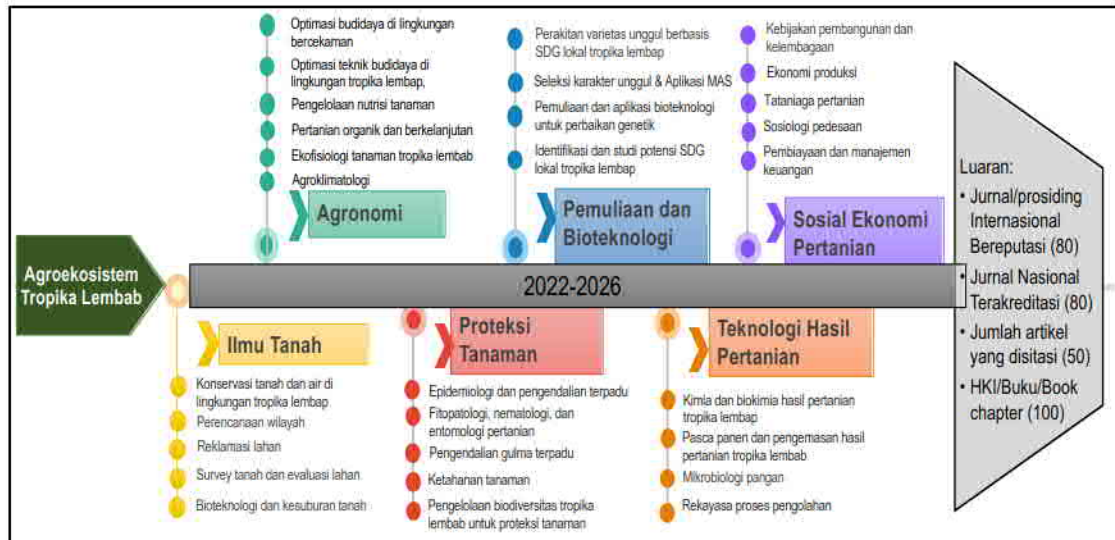 Agroekosistem
Tropika Lembab
2022-2026
Optimasi budidaya di lingkungan
bercekaman
Optimasi teknik budidaya di
lingkungan tropika lembap,
Pengelolaan nutrisi tanaman
Pertanian organik dan berkelanjutan
Ekofisiologi tanaman tropika lembab
Agroklimatologi
Agronomi
Perakitan varietas unggul berbasis
SDG lokal tropika lembap
Seleksi karakter unggul & Aplikasi MAS
Pemuliaan dan aplikasi bioteknologi
untuk perbaikan genetik
Identifikasi dan studi potensi SDG
lokal tropika lembap
Pemuliaan dan
Bioteknologi
Kebijakan pembangunan dan
kelembagaan
Ekonomi produksi
Tataniaga pertanian
Sosiologi pedesaan
Pembiayaan dan manajemen
keuangan
Sosial Ekonomi
Pertanian
Ilmu Tanah
Konservasi tanah dan air di
lingkungan tropika lembap
Perencanaan wilayah
Reklamasi lahan
Survey tanah dan evaluasi lahan
Bioteknologi dan kesuburan tanah
Proteksi
Tanaman
Epidemiologi dan pengendalian terpadu
Fitopatologi, nematologi, dan
entomologi pertanian
Pengendalian gulma terpadu
Ketahanan tanaman
Pengelolaan biodiversitas tropika
lembab untuk proteksi tanaman
Teknologi Hasil
Pertanian
Kimia dan biokimia hasil pertanian
tropika lembap
Pasca panen dan pengemasan hasil
pertanian tropika lembab
Mikrobiologi pangan
Rekayasa proses pengolahan
Luaran:
• Jurnal/prosiding
Internasional
Bereputasi (80)
• Jurnal Nasional
Terakreditasi (80)
• Jumlah artikel
yang disitasi (50)
• HKI/Buku/Book
chapter (100)